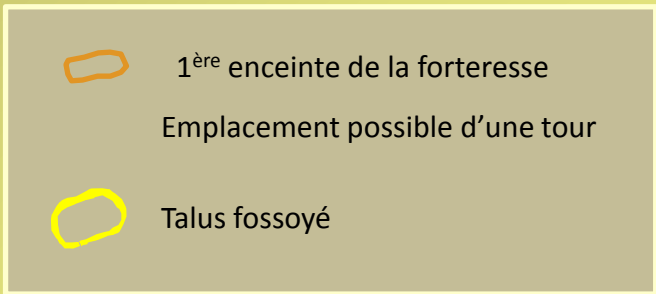 1ère enceinte de la forteresse
Emplacement possible d’une tour
Talus fossoyé